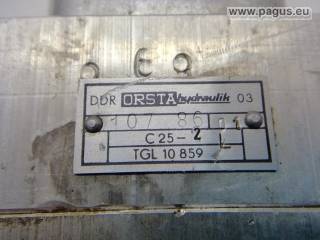 © www.pagus.eu
DDR ORSTA hydraulik 03
107 86
C 25-2
TGL 10 859